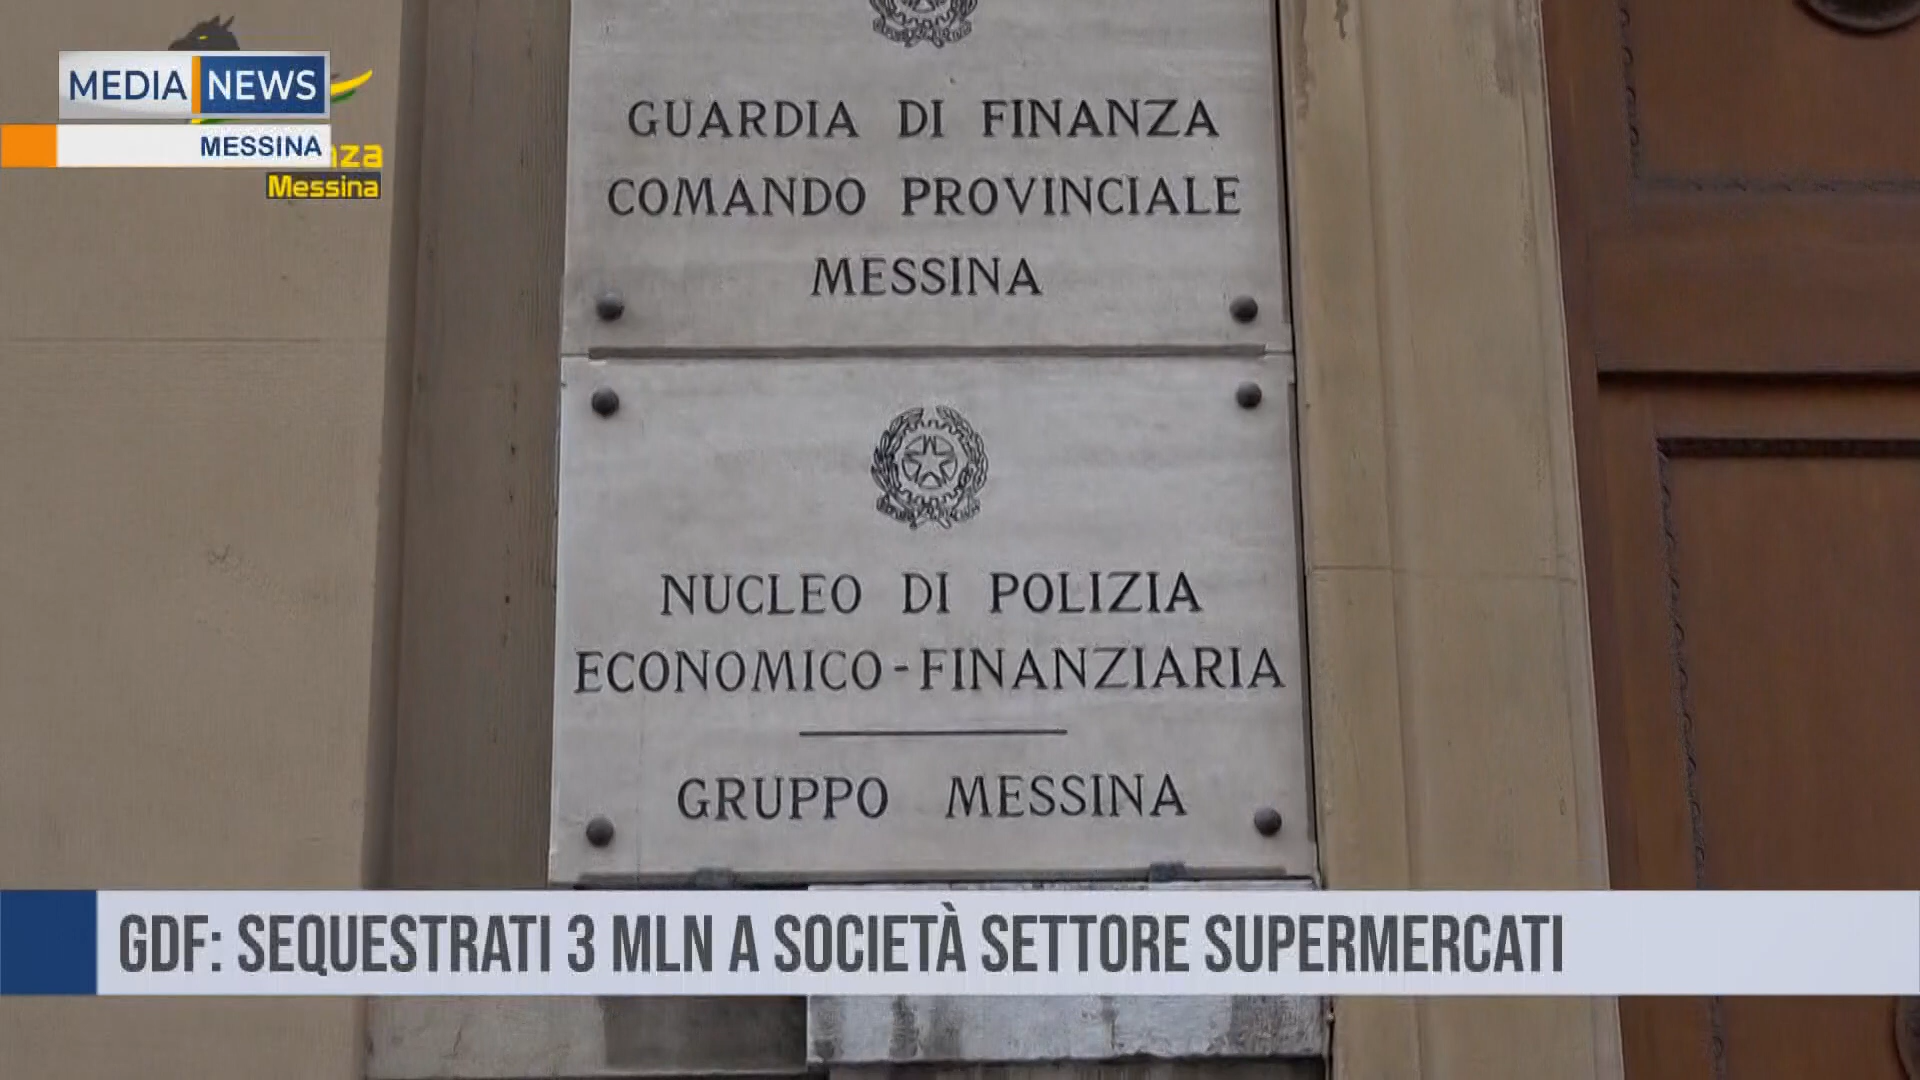 MEDIA NEWS
MESSINA
Messina
GUARDIA DI FINANZA
COMANDO PROVINCIALE
MESSINA
NUCLEO DI POLIZIA
ECONOMICO-FINANZIARIA
GRUPPO MESSINA
GDF: SEQUESTRATI 3 MLN A SOCIETÀ SETTORE SUPERMERCATI